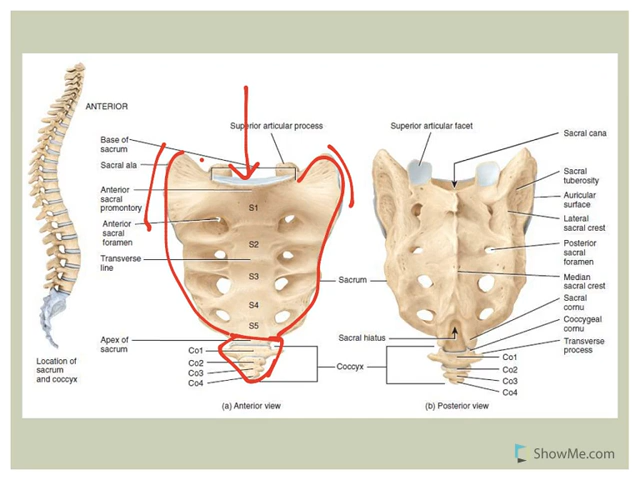 ANTERIOR
Base of
sacrum
Sacral ala
Anterior
sacral
promontory
Anterior
sacral
foramen
Transverse
line
Apex of
sacrum
Co1
Co2
Co3
Co4
Superior articular process
S1
S2
S3
S4
S5
Sacrum
Coccyx
Location of
sacrum
and coccyx
(a) Anterior view
Superior articular facet
Sacral hiatus
Sacral cana
Sacral
tuberosity
Auricular
surface
Lateral
sacral crest
Posterior
sacral
foramen
Median
sacral crest
Sacral
cornu
Coccygeal
cornu
Transverse
process
Co1
Co2
Co3
Co4
(b) Posterior view
ShowMe.com